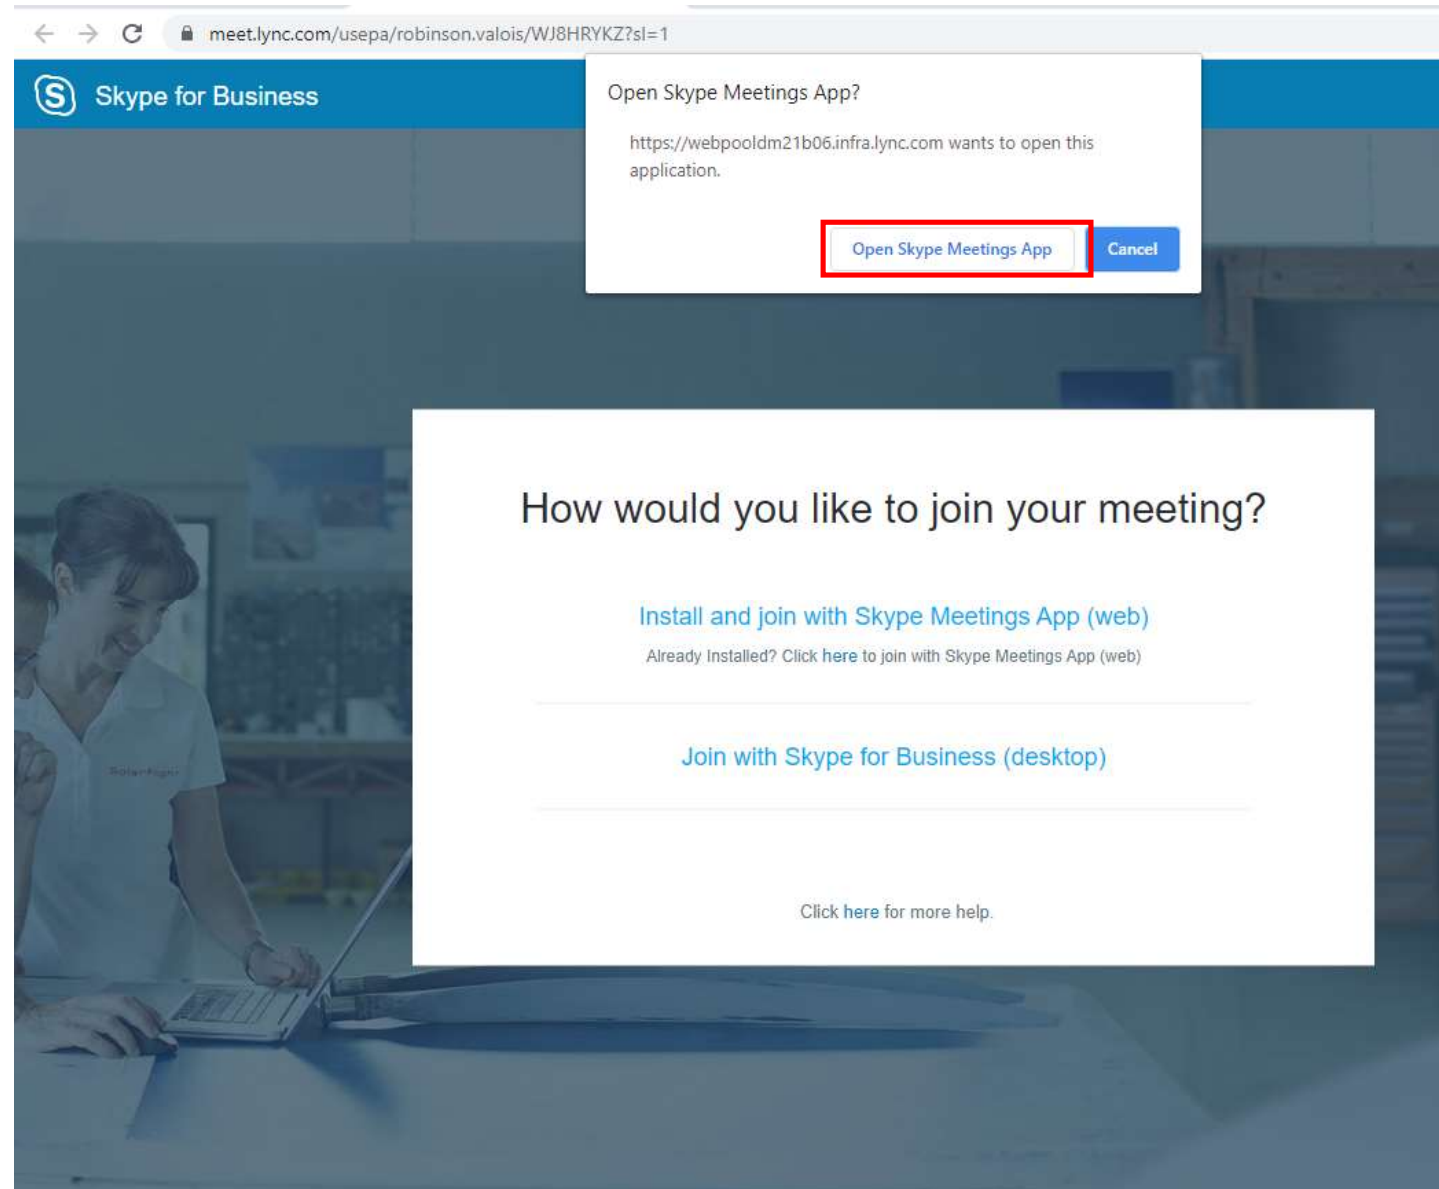 meet.lync.com/usepa/robinson.valois/WJ8HRYKZ?sl=1
Skype for Business
Open Skype Meetings App?
https://webpooldm21b06.infra.lync.com wants to open this
application.
Open Skype Meetings App
Cancel
How would you like to join your meeting?
Install and join with Skype Meetings App (web)
Already Installed? Click here to join with Skype Meetings App (web)
Join with Skype for Business (desktop)
Click here for more help.